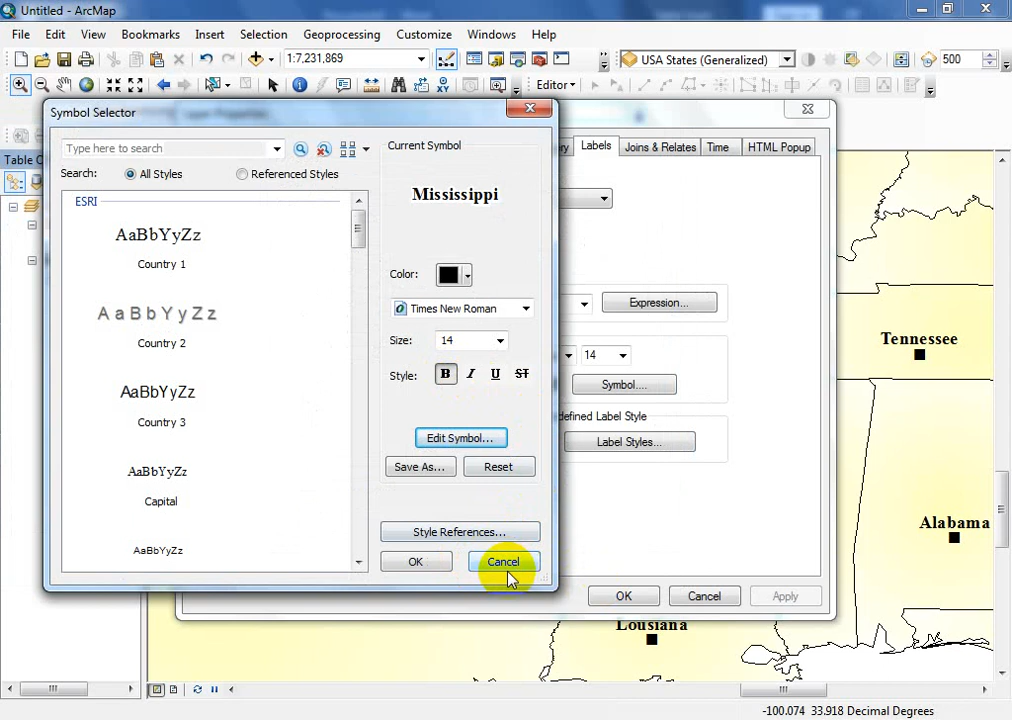 Untitled - ArcMap
File Edit View Bookmarks Insert Selection Geoprocessing Customize Windows Help
1:7,231,869
USA States (Generalized)
500
Editor
Symbol Selector
Type here to search
Search: All Styles Referenced Styles
ESRI
AaBbYyZz
Country 1
AaBbYyZz
Country 2
AaBbYyZz
Country 3
AaBbYyZz
Capital
AaBbYyZz
Current Symbol
Mississippi
Color:
Times New Roman
Size: 14
Style: B I U ST
Edit Symbol...
Save As... Reset
Style References...
OK Cancel
Labels Joins & Relates Time HTML Popup
Expression...
14
Symbol....
defined Label Style
Label Styles...
OK Cancel Apply
Table
Tennessee
Alabama
Lousiana
-100.074 33.918 Decimal Degrees